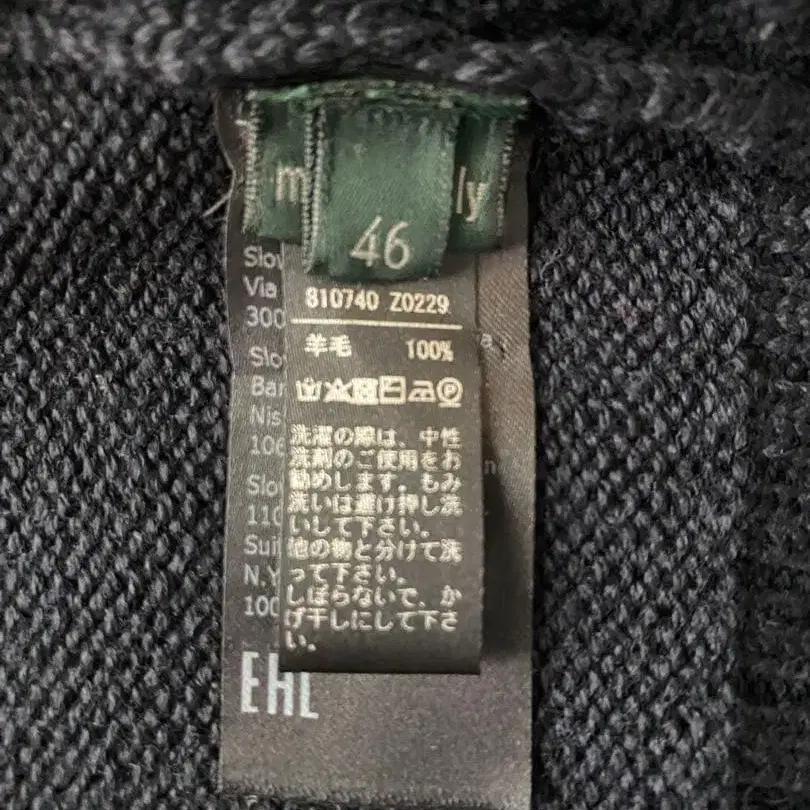 m ly
46
Slo
Via
300
810740 Z0229
羊毛 100%
Slo
Bar
Nis
106
洗濯の際は、中性
洗剤のご使用をお
勧めします。もみ
洗いは避け押し洗
いして下さい。
他の物と分けて洗
って下さい。
しぼらないで、か
げ干しにして下さ
い。
Slo
110
Sui
N.Y
100
EHC